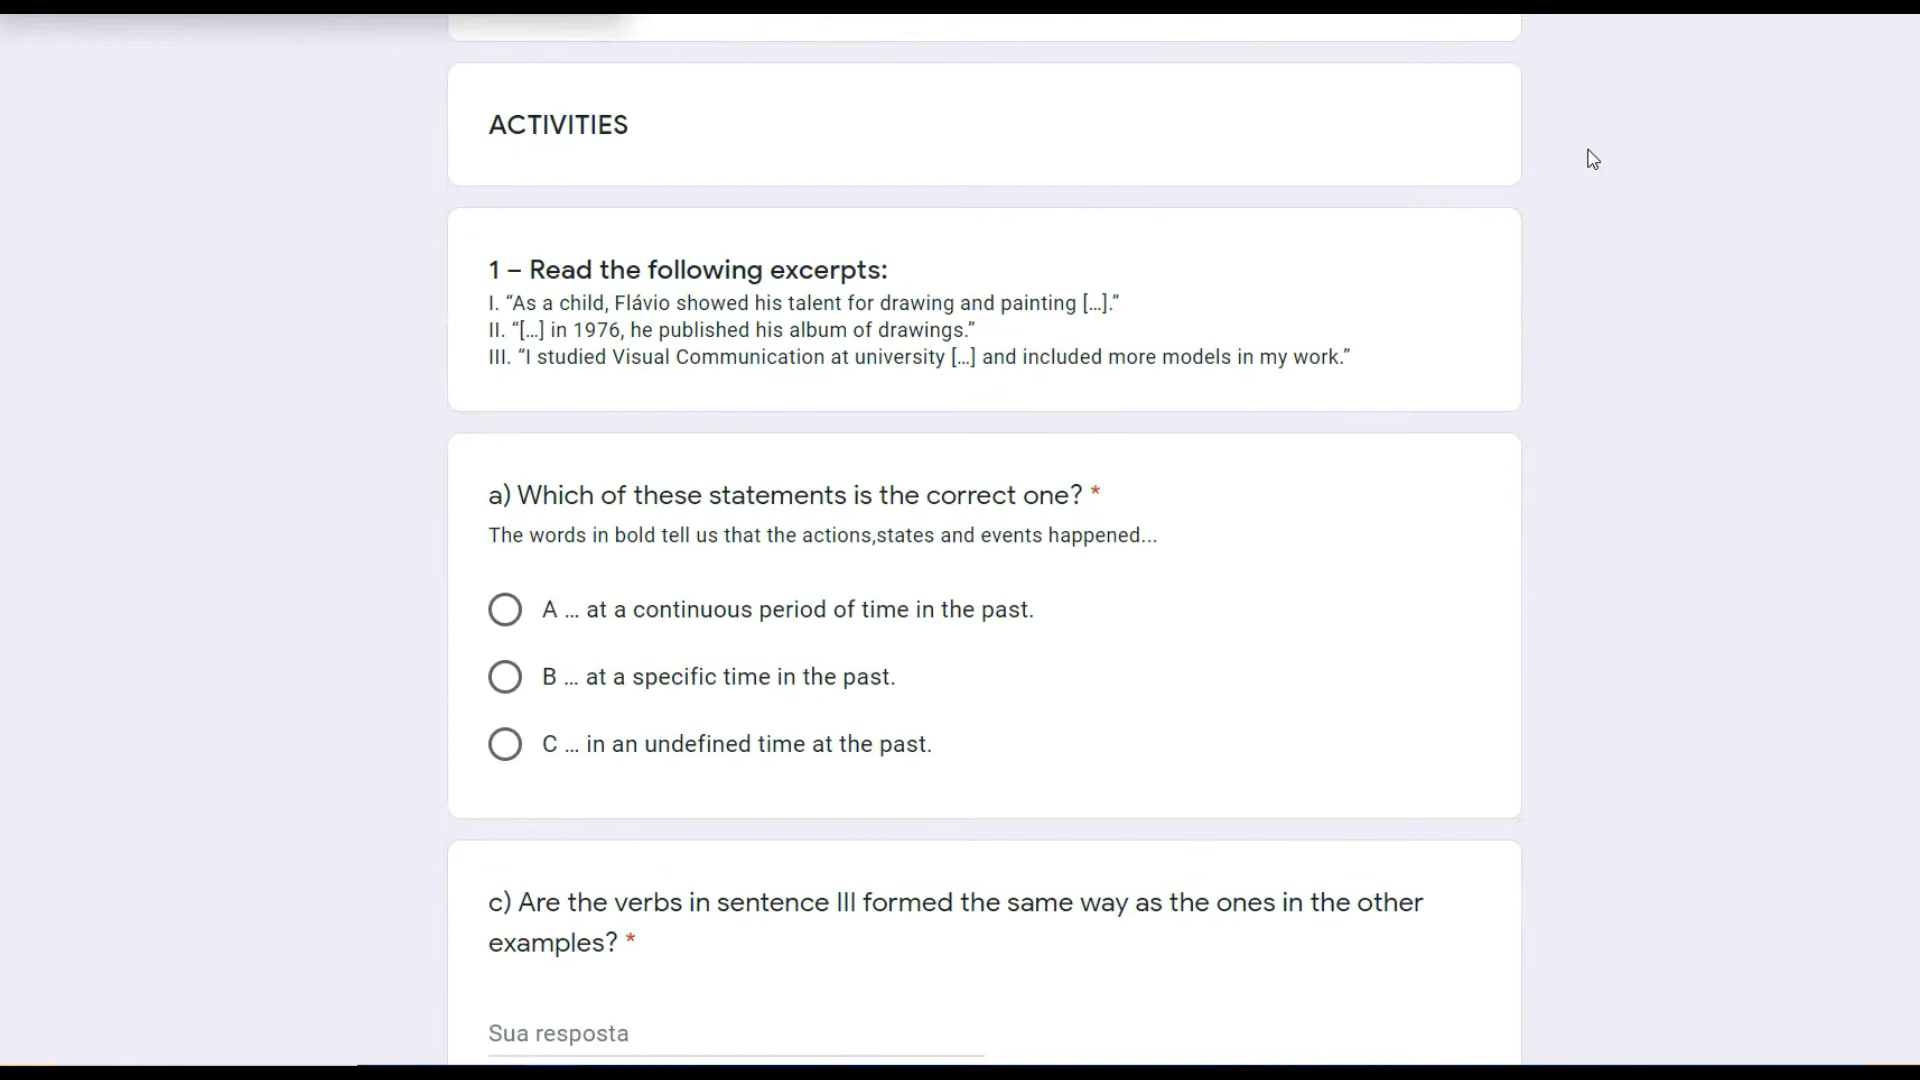 ACTIVITIES
1 – Read the following excerpts:
I. “As a child, Flávio showed his talent for drawing and painting [...].”
II. “[...] in 1976, he published his album of drawings.”
III. “I studied Visual Communication at university [...] and included more models in my work.”
a) Which of these statements is the correct one? *
The words in bold tell us that the actions,states and events happened...
A ... at a continuous period of time in the past.
B ... at a specific time in the past.
C ... in an undefined time at the past.
c) Are the verbs in sentence III formed the same way as the ones in the other
examples? *
Sua resposta